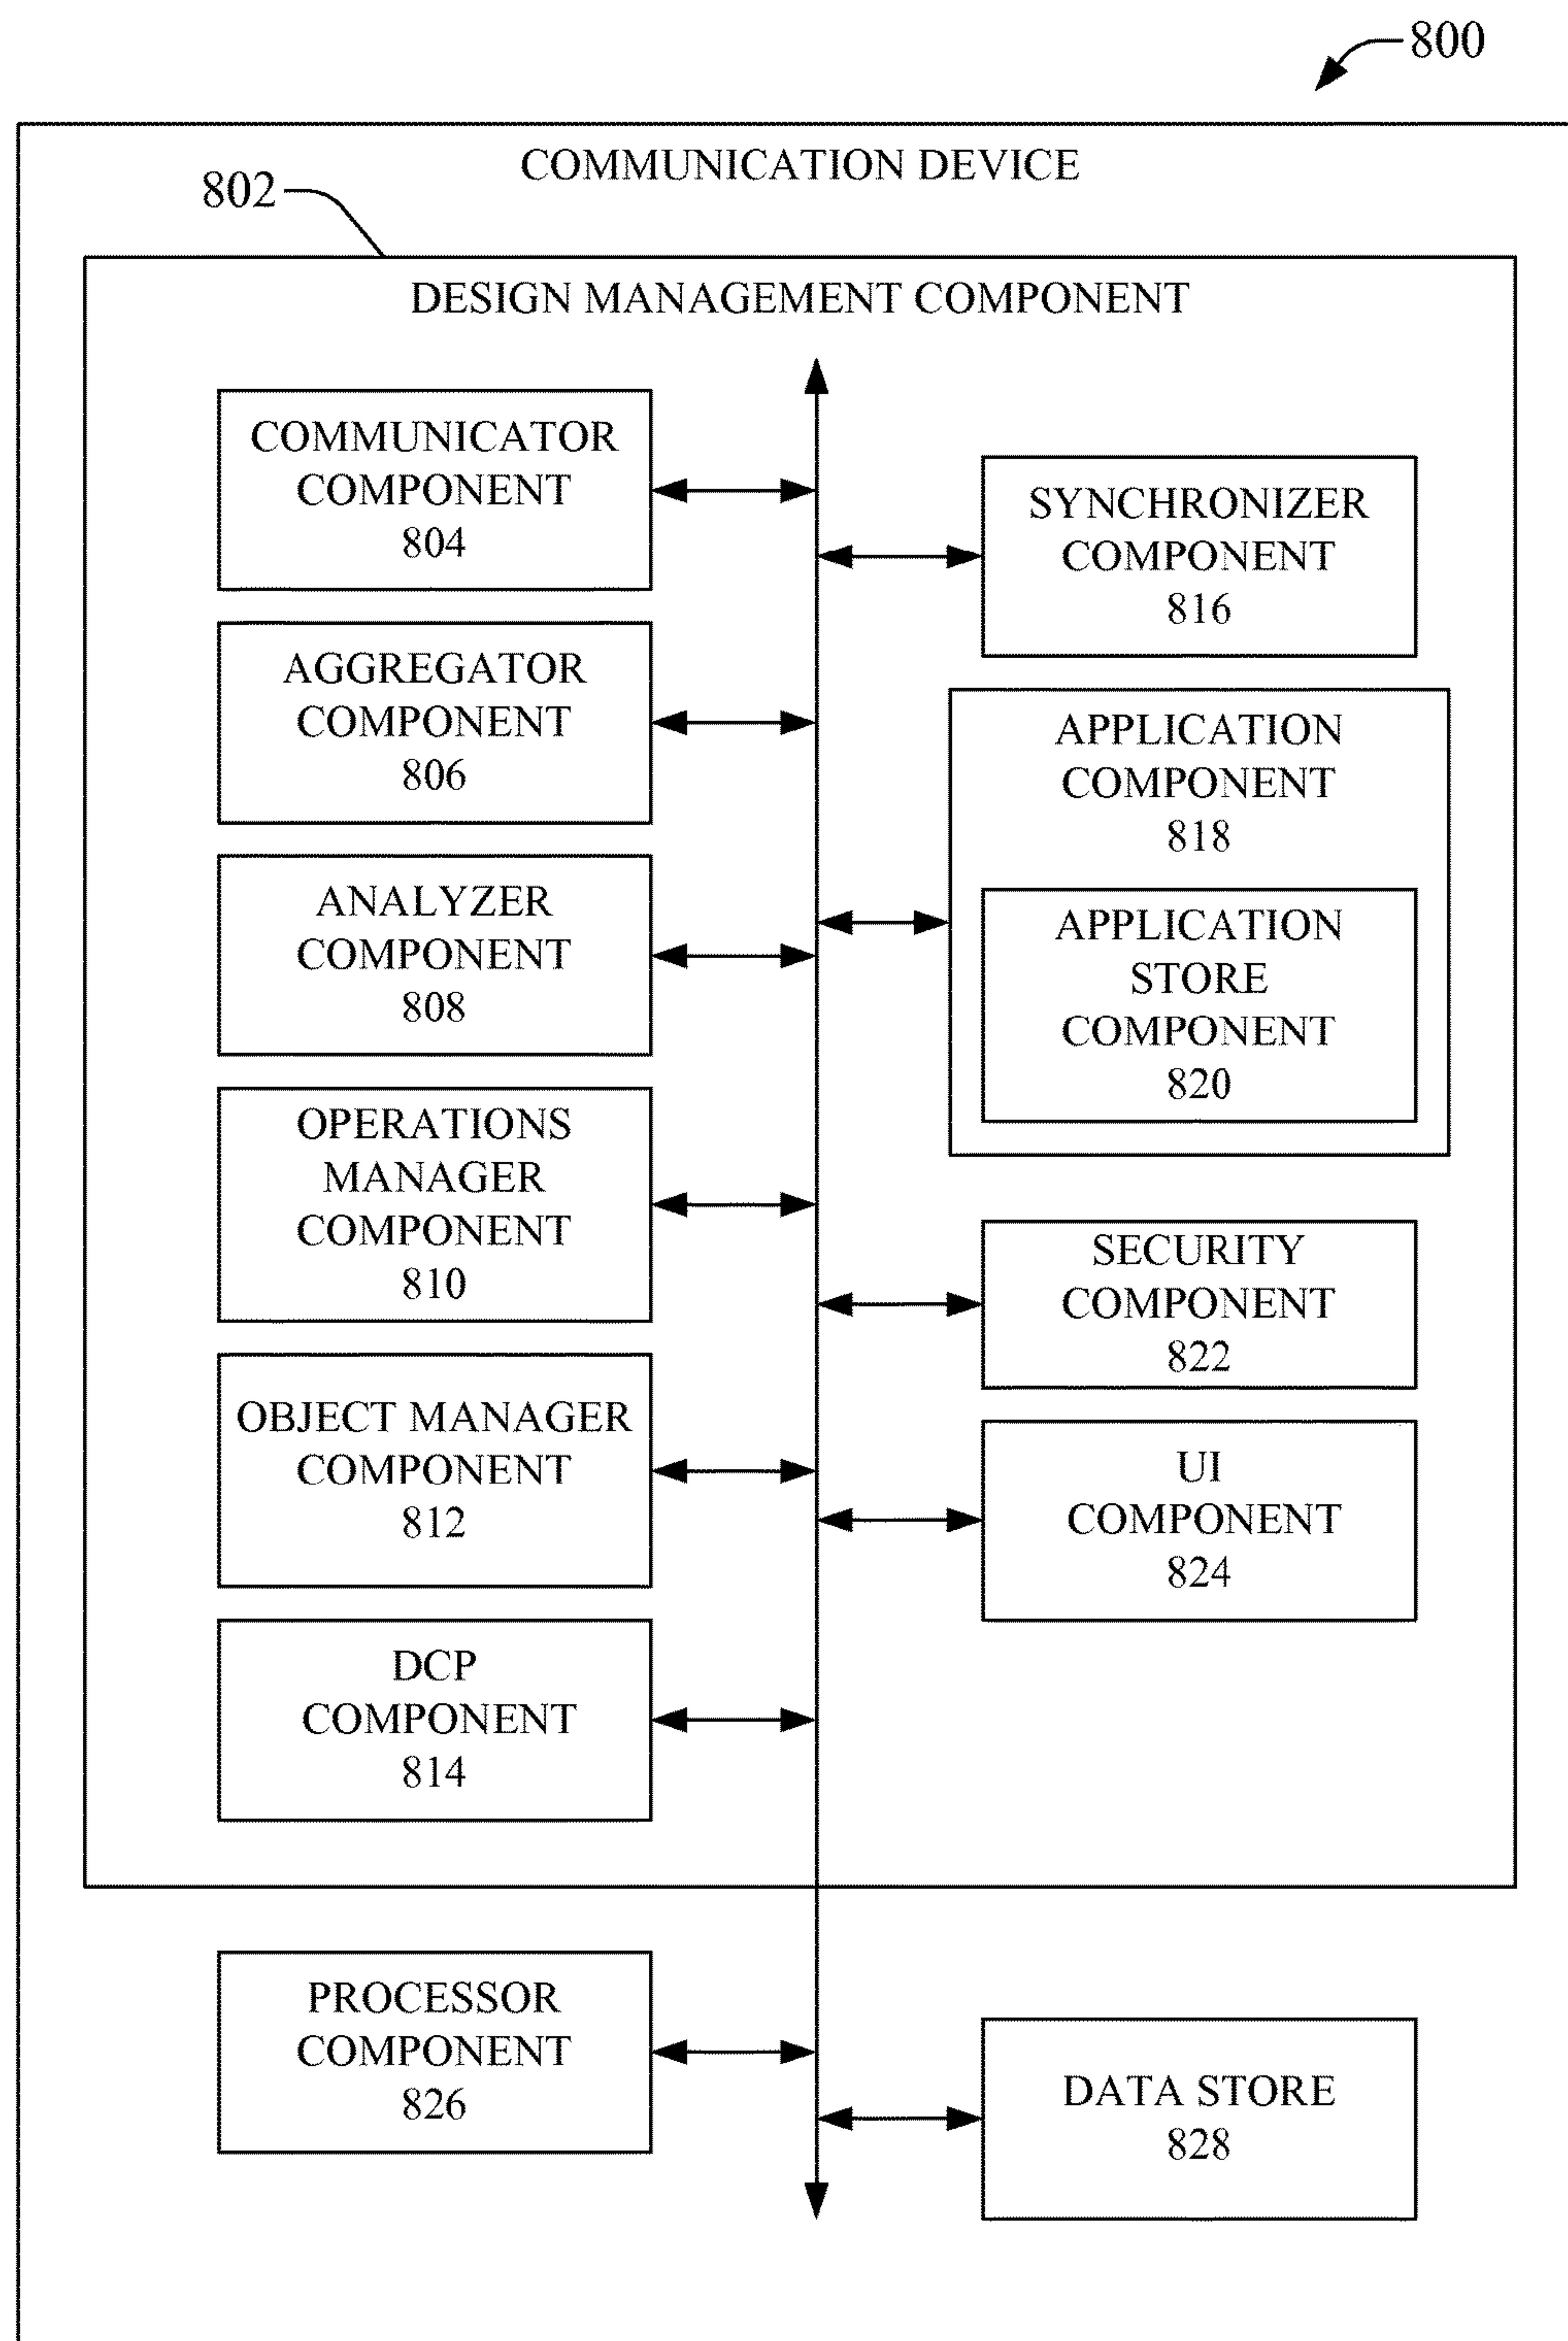 800
COMMUNICATION DEVICE
802
DESIGN MANAGEMENT COMPONENT
COMMUNICATOR
COMPONENT
804
AGGREGATOR
COMPONENT
806
ANALYZER
COMPONENT
808
OPERATIONS
MANAGER
COMPONENT
810
OBJECT MANAGER
COMPONENT
812
DCP
COMPONENT
814
SYNCHRONIZER
COMPONENT
816
APPLICATION
COMPONENT
818
APPLICATION
STORE
COMPONENT
820
SECURITY
COMPONENT
822
UI
COMPONENT
824
PROCESSOR
COMPONENT
826
DATA STORE
828